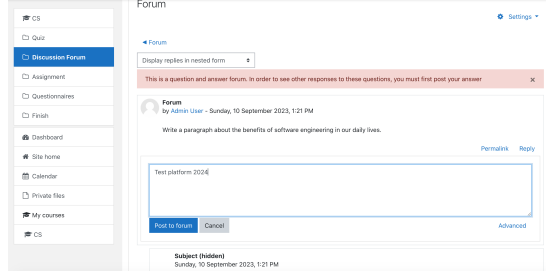 Forum
Settings
CS
Quiz
Discussion Forum
Assignment
Questionnaires
Finish
Dashboard
Site home
Calendar
Private files
My courses
CS
Forum
Display replies in nested form
This is a question and answer forum. In order to see other responses to these questions, you must first post your answer
Forum
by Admin User - Sunday, 10 September 2023, 1:21 PM
Write a paragraph about the benefits of software engineering in our daily lives.
Permalink Reply
Test platform 2024
Post to forum Cancel Advanced
Subject (hidden)
Sunday, 10 September 2023, 1:21 PM